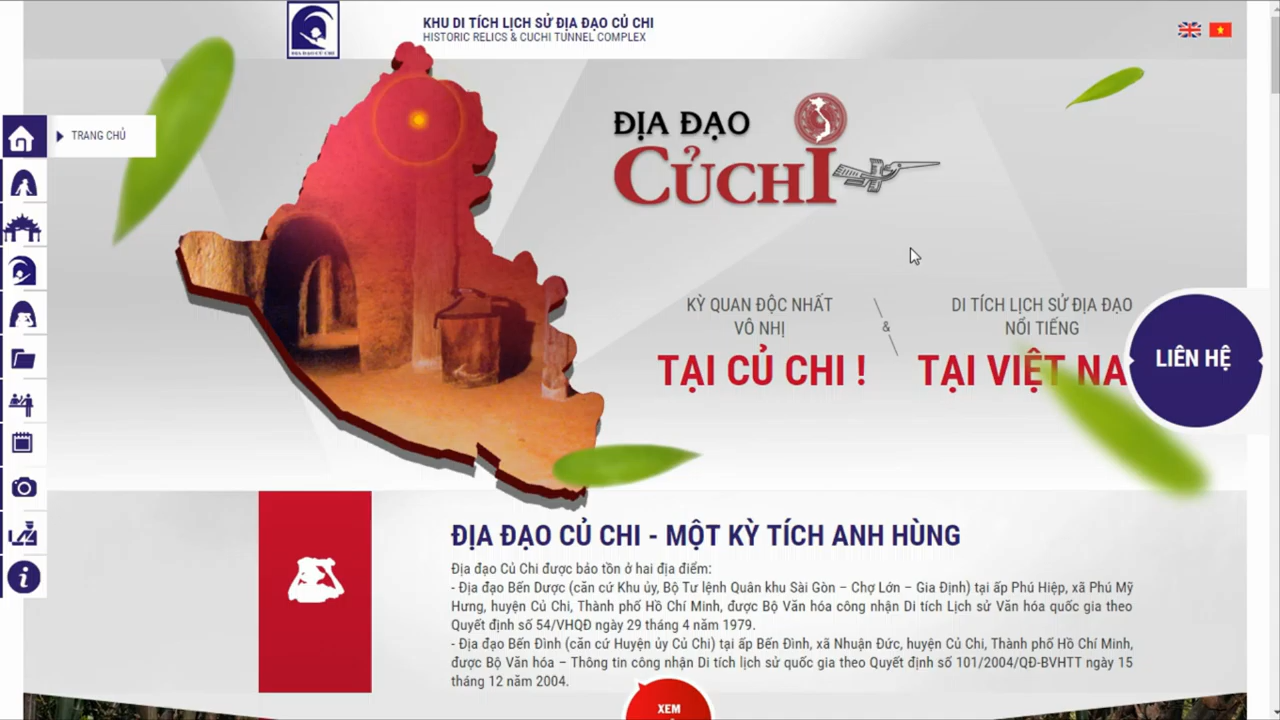 KHU DI TÍCH LỊCH SỬ ĐỊA ĐẠO CỦ CHI
HISTORIC RELICS & CUCHI TUNNEL COMPLEX
ĐỊA ĐẠO CỦ CHI
TRANG CHỦ
ĐỊA ĐẠO
CỦ CHI
KỲ QUAN ĐỘC NHẤT
VÔ NHỊ
TẠI CỦ CHI !
&
DI TÍCH LỊCH SỬ ĐỊA ĐẠO
NỔI TIẾNG
TẠI VIỆT NA
LIÊN HỆ
ĐỊA ĐẠO CỦ CHI - MỘT KỲ TÍCH ANH HÙNG
Địa đạo Củ Chi được bảo tồn ở hai địa điểm:
- Địa đạo Bến Dược (căn cứ Khu ủy, Bộ Tư lệnh Quân khu Sài Gòn – Chợ Lớn – Gia Định) tại ấp Phú Hiệp, xã Phú Mỹ
Hưng, huyện Củ Chi, Thành phố Hồ Chí Minh, được Bộ Văn hóa công nhận Di tích Lịch sử Văn hóa quốc gia theo
Quyết định số 54/VHQĐ ngày 29 tháng 4 năm 1979.
- Địa đạo Bến Đình (căn cứ Huyện ủy Củ Chi) tại ấp Bến Đình, xã Nhuận Đức, huyện Củ Chi, Thành phố Hồ Chí Minh,
được Bộ Văn hóa – Thông tin công nhận Di tích lịch sử quốc gia theo Quyết định số 101/2004/QĐ-BVHTT ngày 15
tháng 12 năm 2004.
XEM